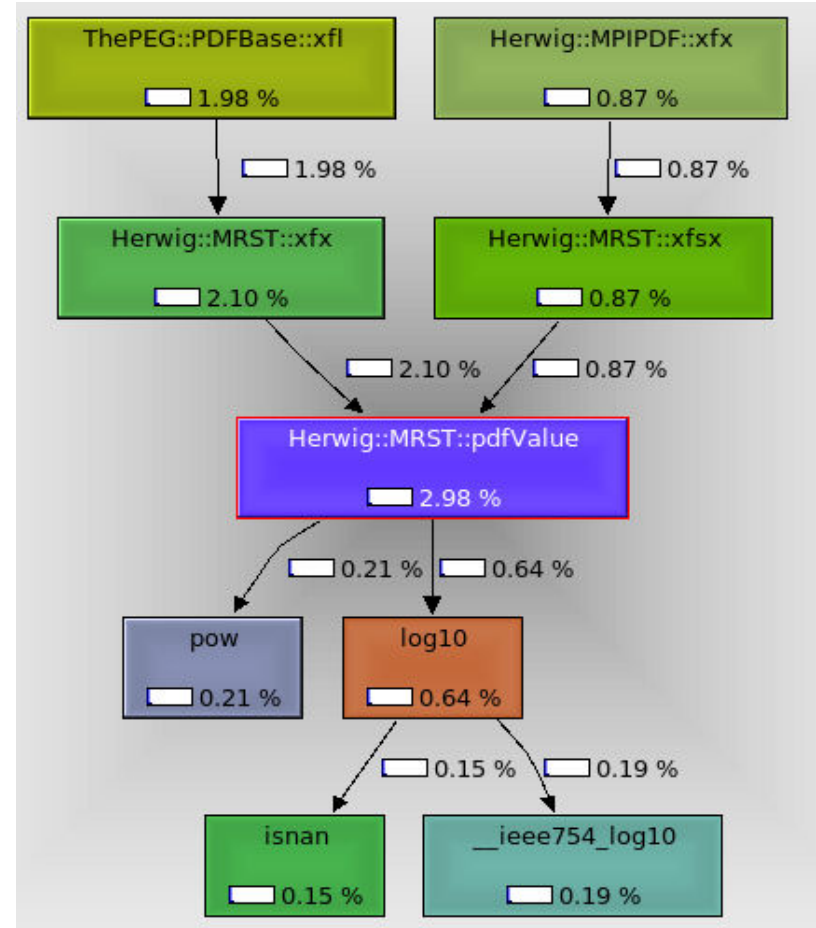 ThePEG::PDFBase::xfl
Herwig::MPIPDF::xfx
1.98 %
0.87 %
1.98 %
0.87 %
Herwig::MRST::xfx
Herwig::MRST::xfsx
2.10 %
0.87 %
2.10 %
0.87 %
Herwig::MRST::pdfValue
2.98 %
0.21 %
0.64 %
pow
log10
0.21 %
0.64 %
0.15 %
0.19 %
isnan
__ieee754_log10
0.15 %
0.19 %